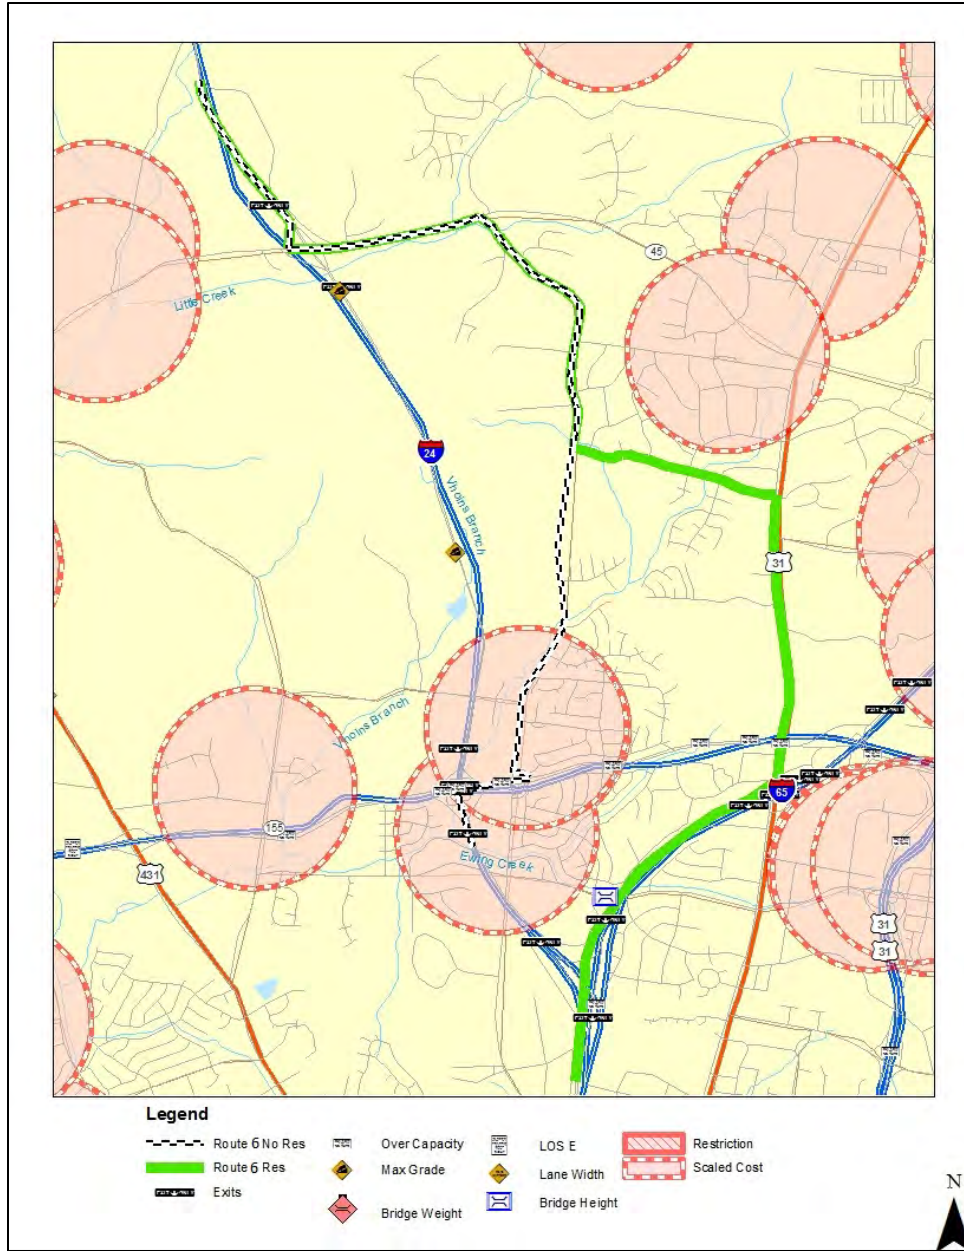 45
Little Creek
24
Vhoins Branch
31
Vhoins Branch
65
155
Ewing Creek
431
31
31
Legend
Route 6 No Res
Over Capacity
LOS E
Restriction
Route 6 Res
Max Grade
Lane Width
Scaled Cost
Exits
Bridge Weight
Bridge Height
N